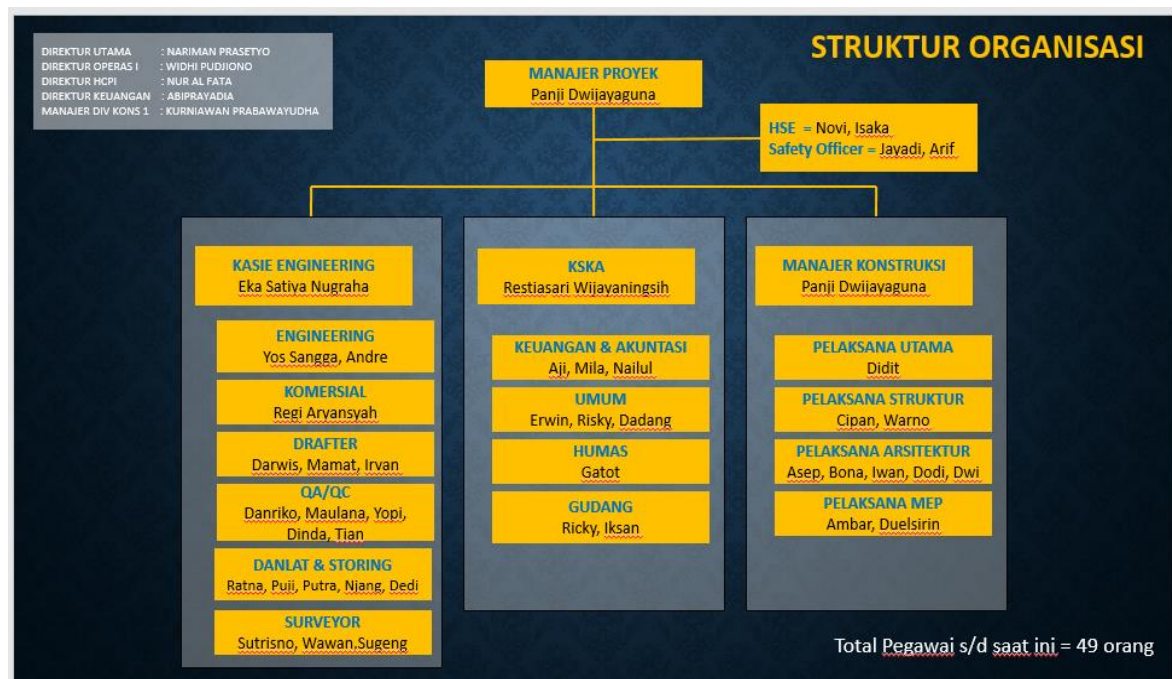 STRUKTUR ORGANISASI
DIREKTUR UTAMA : NARIMAN PRASETYO
DIREKTUR OPERAS I : WIDHI PUDJIONO
DIREKTUR HCPI : NUR AL FATA
DIREKTUR KEUANGAN : ABIPRAYADIA
MANAJER DIV KONS 1 : KURNIAWAN PRABAWAYUDHA
MANAJER PROYEK
Panji Dwijayaguna
HSE = Novi, Isaka
Safety Officer = Jayadi, Arif
KASIE ENGINEERING
Eka Satiya Nugraha
ENGINEERING
Yos Sangga, Andre
KOMERSIAL
Regi Aryansyah
DRAFTER
Darwis, Mamat, Irvan
QA/QC
Danriko, Maulana, Yopi,
Dinda, Tian
DANLAT & STORING
Ratna, Puji, Putra, Njang, Dedi
SURVEYOR
Sutrisno, Wawan,Sugeng
KSKA
Restiasari Wijayaningsih
KEUANGAN & AKUNTASI
Aji, Mila, Nailul
UMUM
Erwin, Risky, Dadang
HUMAS
Gatot
GUDANG
Ricky, Iksan
MANAJER KONSTRUKSI
Panji Dwijayaguna
PELAKSANA UTAMA
Didit
PELAKSANA STRUKTUR
Cipan, Warno
PELAKSANA ARSITEKTUR
Asep, Bona, Iwan, Dodi, Dwi
PELAKSANA MEP
Ambar, Duelsirin
Total Pegawai s/d saat ini = 49 orang